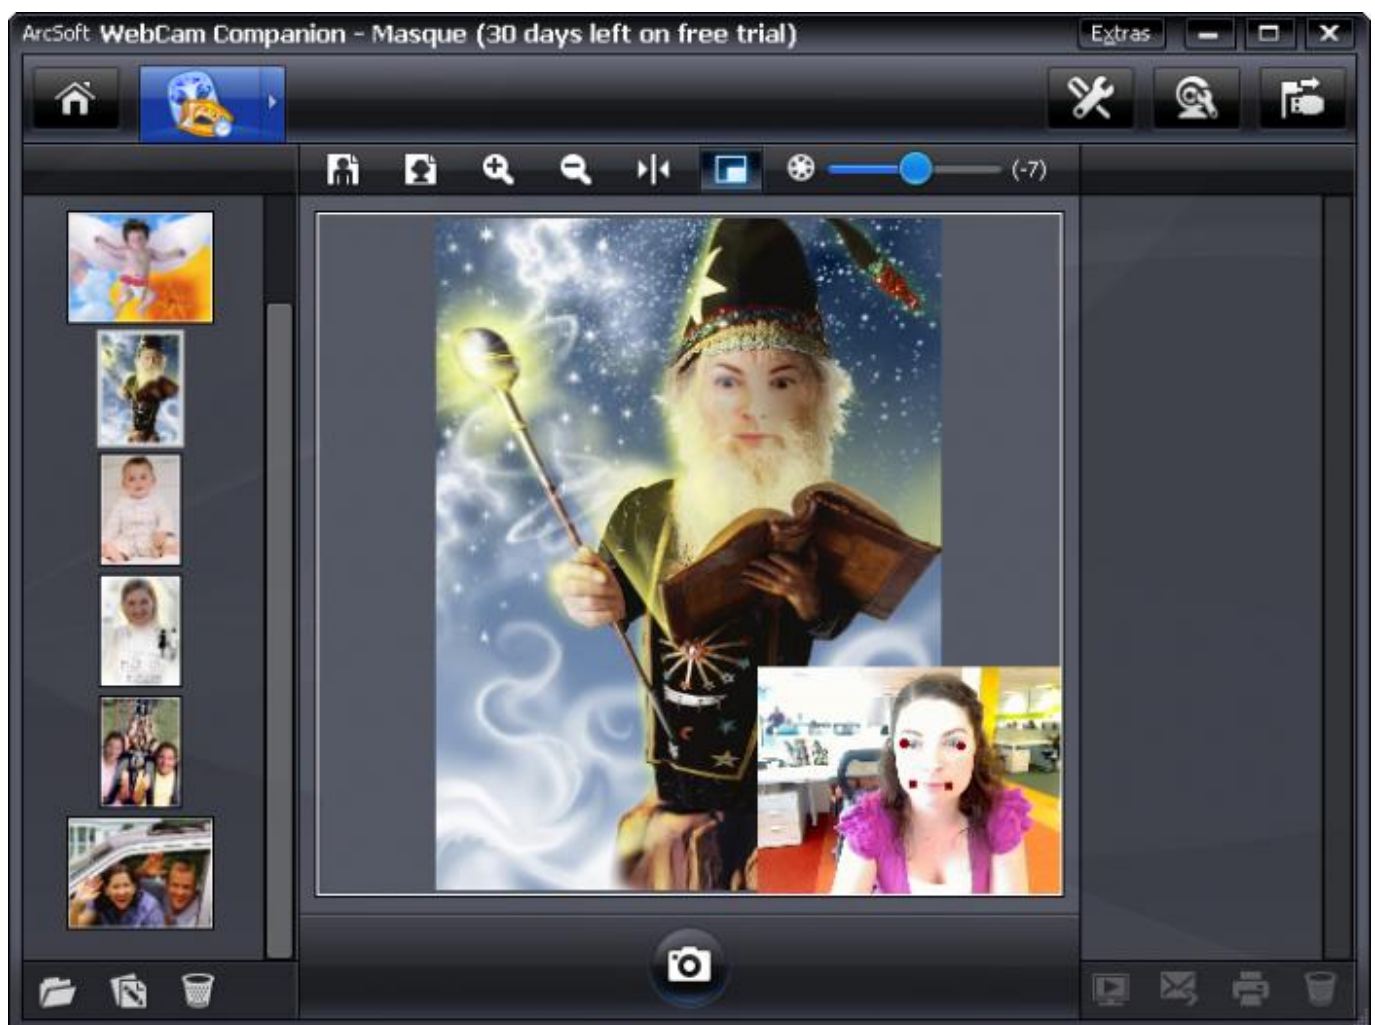 ArcSoft WebCam Companion - Masque (30 days left on free trial)
Extras
(-7)